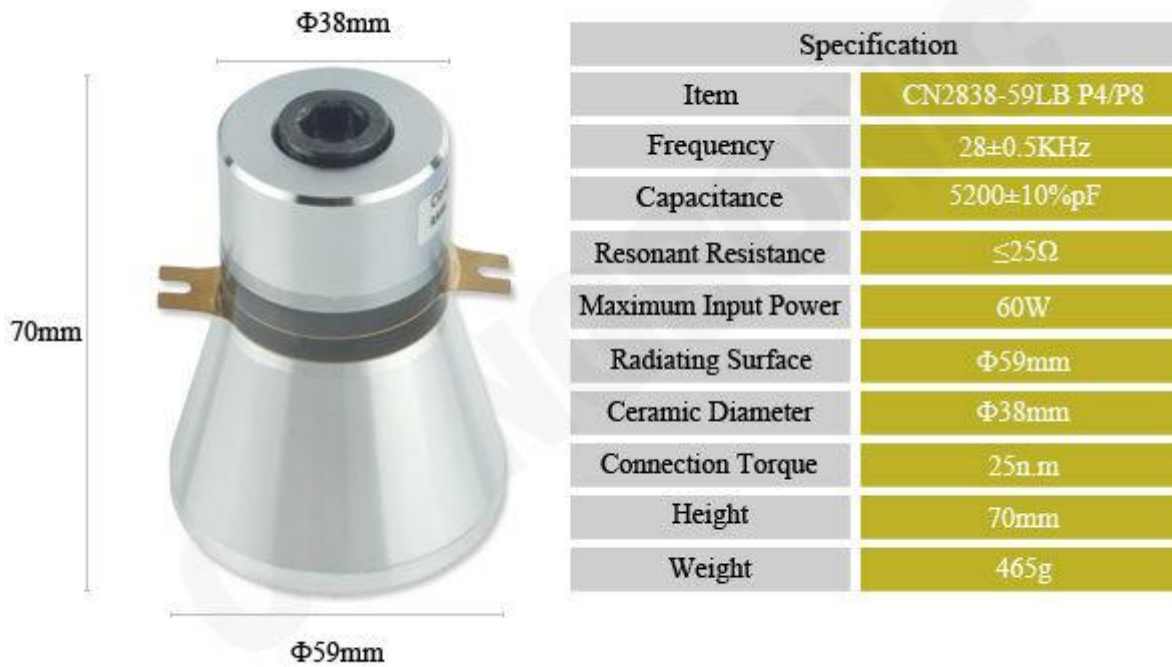 Φ38mm
70mm
Φ59mm
Specification
Item CN2838-59LB P4/P8
Frequency 28±0.5KHz
Capacitance 5200±10%pF
Resonant Resistance ≤25Ω
Maximum Input Power 60W
Radiating Surface Φ59mm
Ceramic Diameter Φ38mm
Connection Torque 25n.m
Height 70mm
Weight 465g